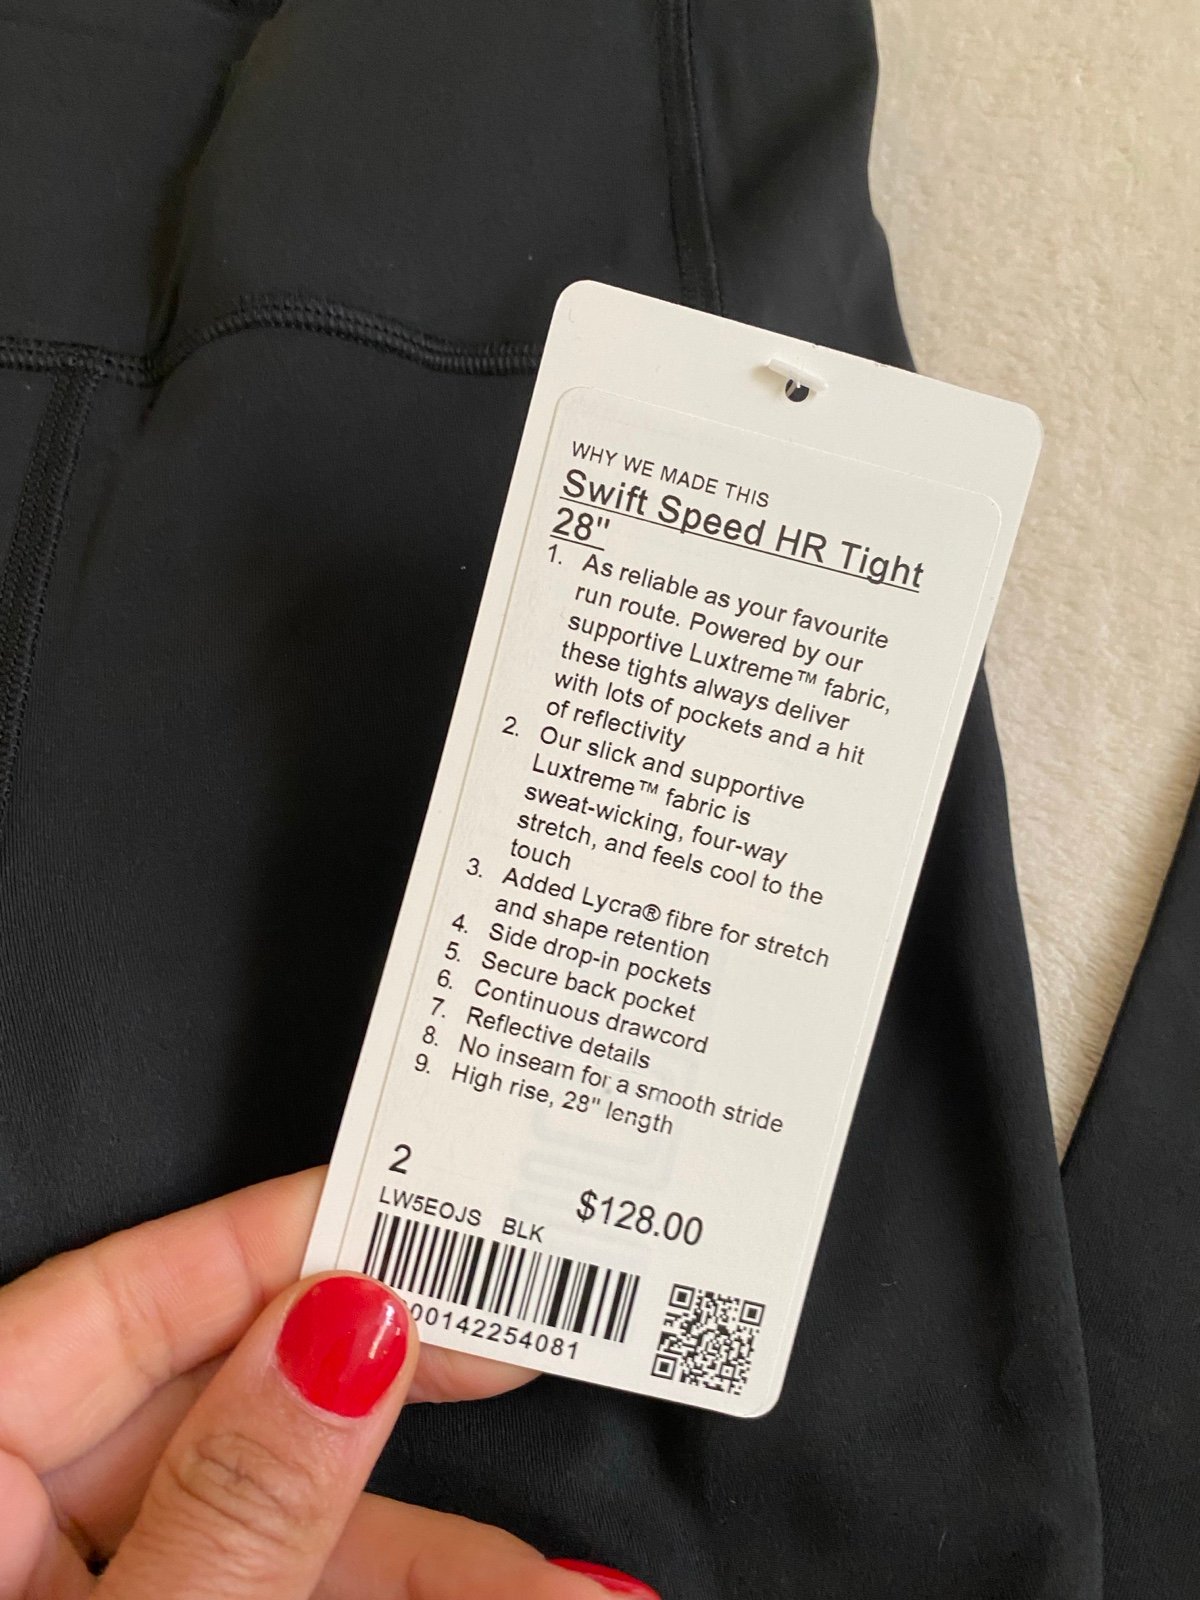 WHY WE MADE THIS
Swift Speed HR Tight
28"
1. As reliable as your favourite
run route. Powered by our
supportive Luxtreme™ fabric,
these tights always deliver
with lots of pockets and a hit
of reflectivity
2. Our slick and supportive
Luxtreme™ fabric is
sweat-wicking, four-way
stretch, and feels cool to the
touch
3. Added Lycra® fibre for stretch
and shape retention
4. Side drop-in pockets
5. Secure back pocket
6. Continuous drawcord
7. Reflective details
8. No inseam for a smooth stride
9. High rise, 28" length
2
$128.00
LW5EOJS BLK
00142254081